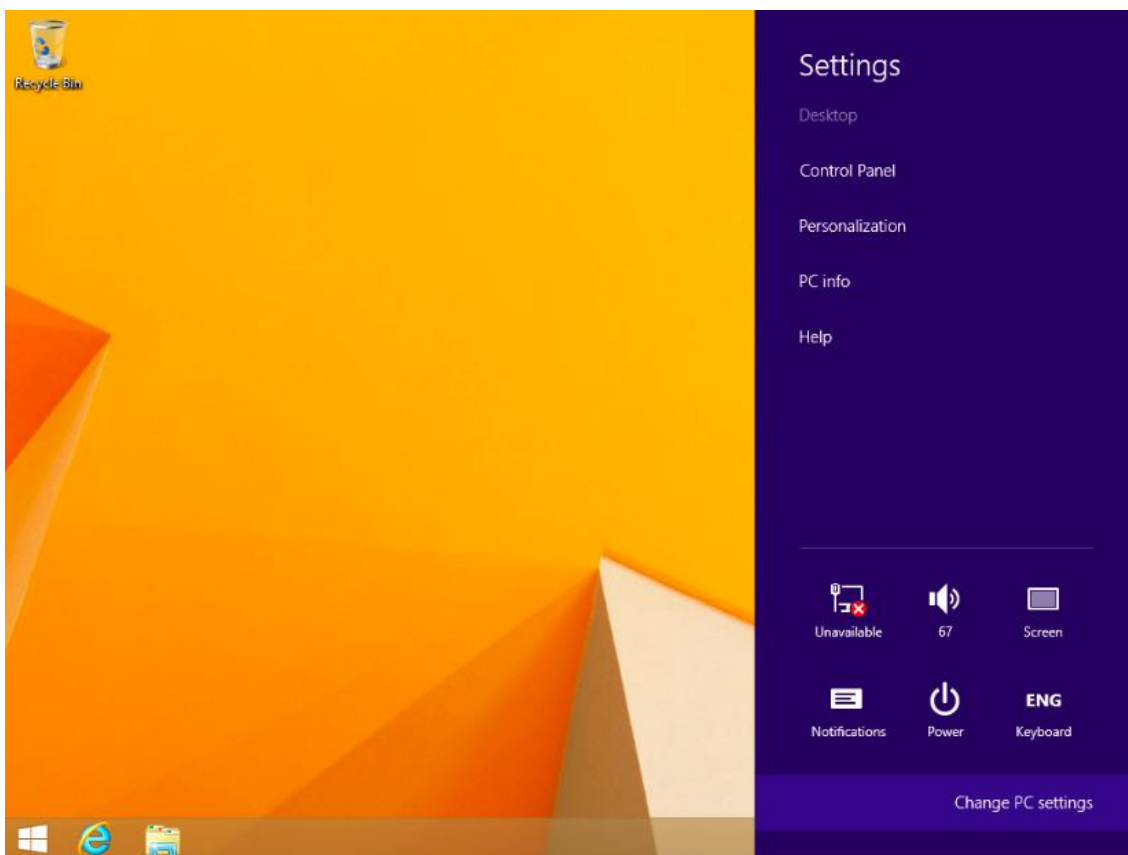 Recycle Bin
Settings
Desktop
Control Panel
Personalization
PC info
Help
Unavailable
67
Screen
Notifications
Power
ENG
Keyboard
Change PC settings